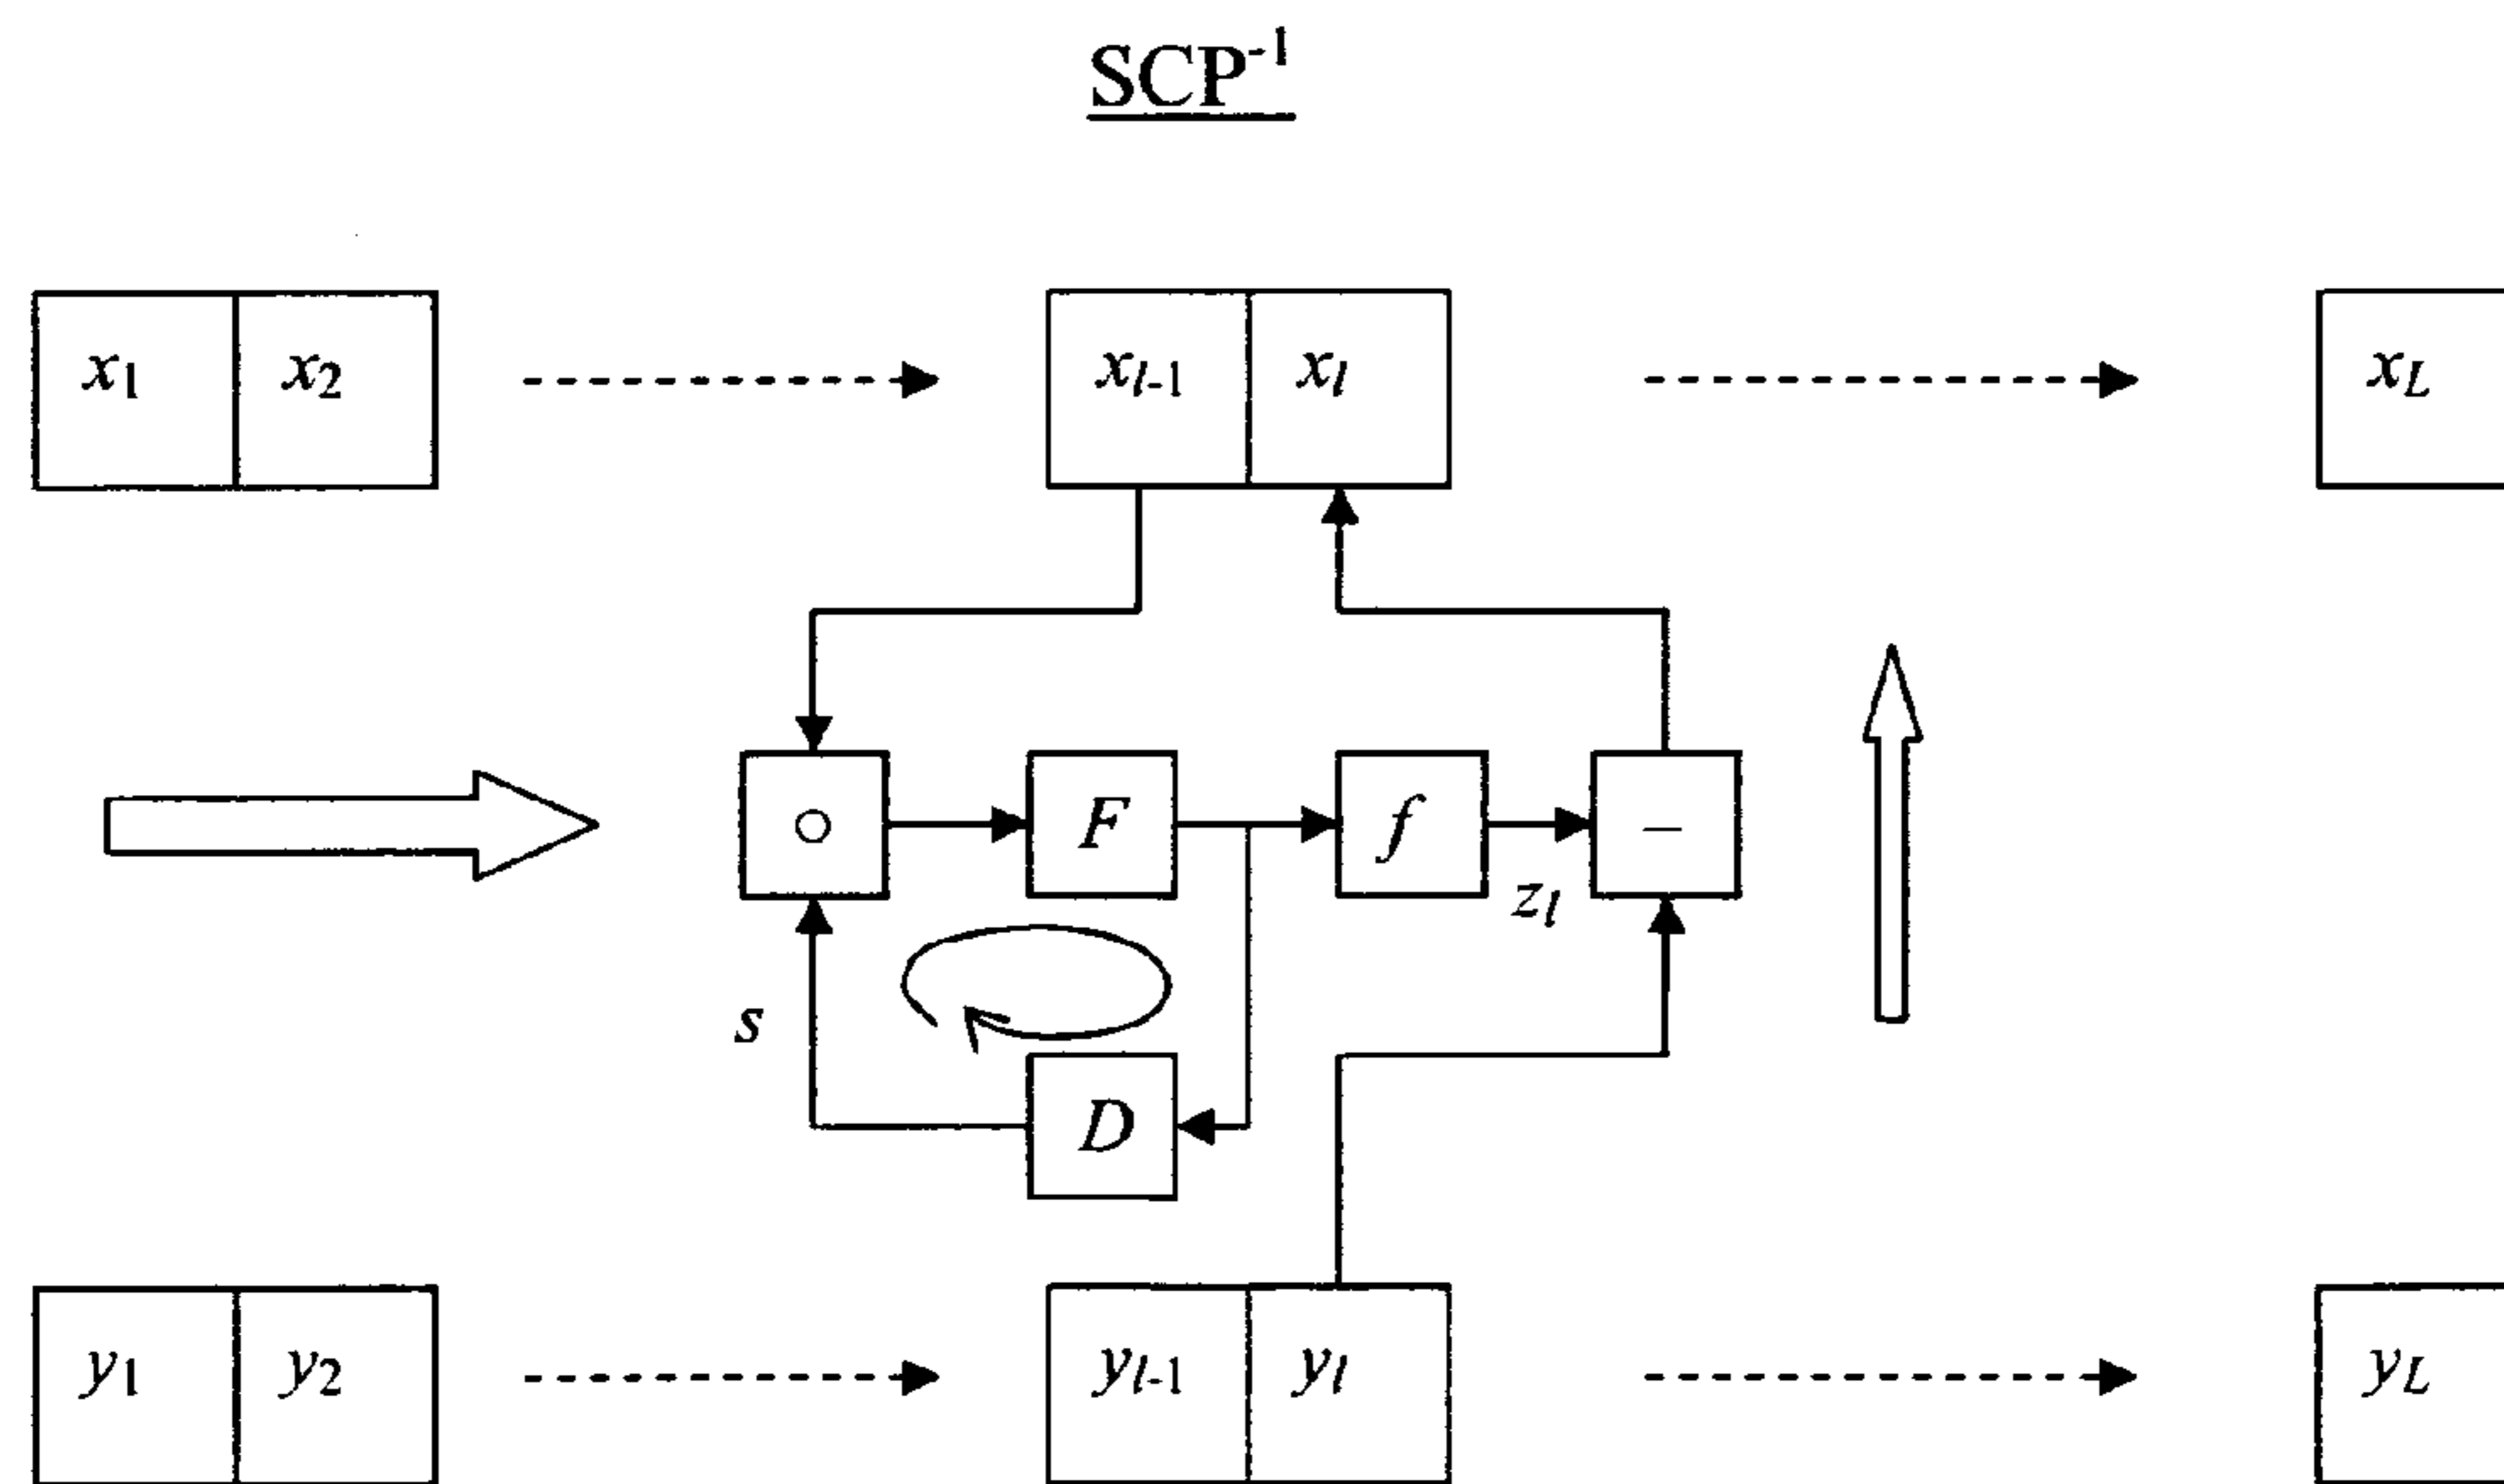 SCP⁻¹
x₁ x₂ xₗ₋₁ xₗ x_L
○ F f –
zₗ
s
D
y₁ y₂ yₗ₋₁ yₗ y_L